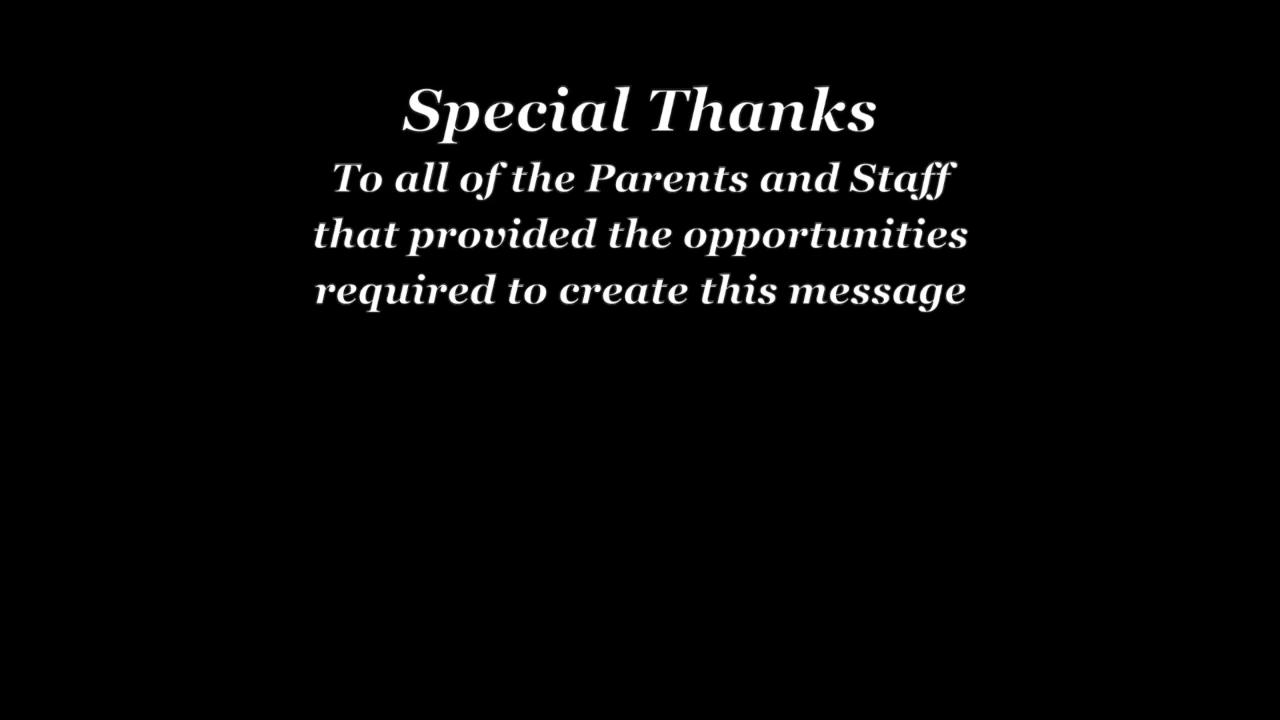 Special Thanks
To all of the Parents and Staff
that provided the opportunities
required to create this message